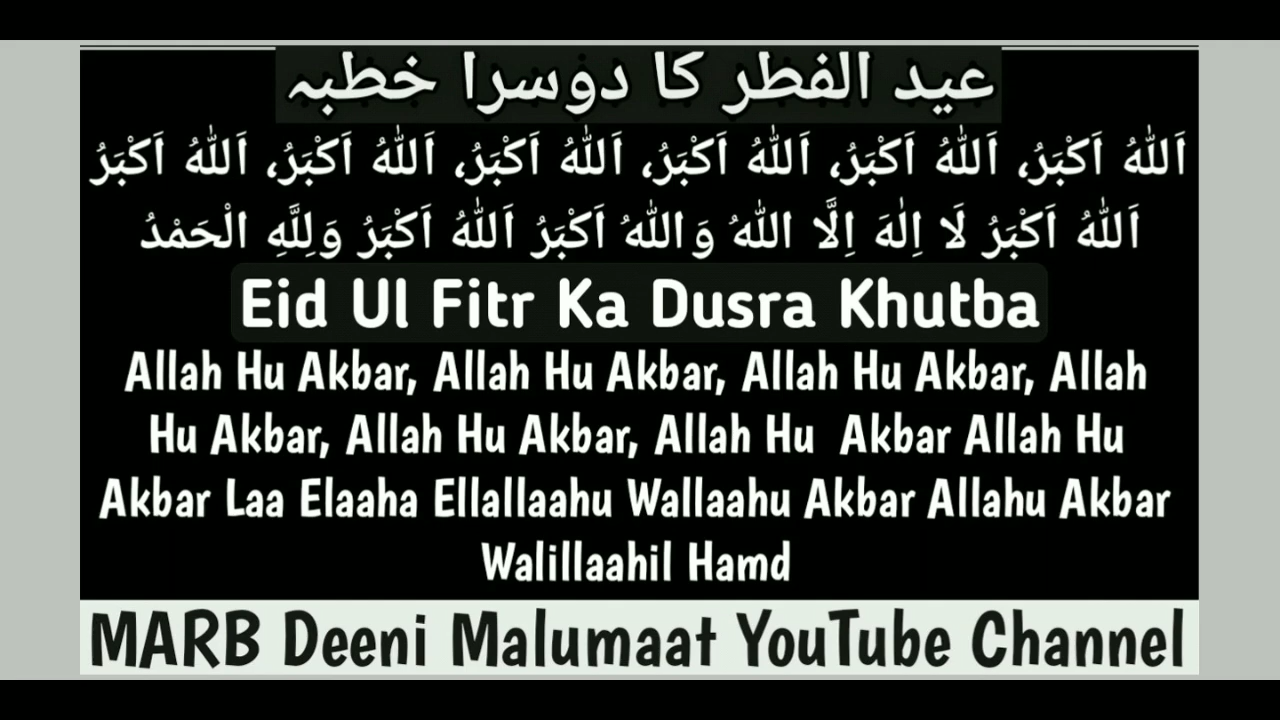 عید الفطر کا دوسرا خطبہ
اَللّٰهُ اَكْبَرُ، اَللّٰهُ اَكْبَرُ، اَللّٰهُ اَكْبَرُ، اَللّٰهُ اَكْبَرُ، اَللّٰهُ اَكْبَرُ، اَللّٰهُ اَكْبَرُ
اَللّٰهُ اَكْبَرُ لَا اِلٰهَ اِلَّا اللّٰهُ وَاللّٰهُ اَكْبَرُ اَللّٰهُ اَكْبَرُ وَلِلَّهِ الْحَمْدُ
Eid Ul Fitr Ka Dusra Khutba
Allah Hu Akbar, Allah Hu Akbar, Allah Hu Akbar, Allah
Hu Akbar, Allah Hu Akbar, Allah Hu Akbar Allah Hu
Akbar Laa Elaaha Ellallaahu Wallaahu Akbar Allahu Akbar
Walillaahil Hamd
MARB Deeni Malumaat YouTube Channel